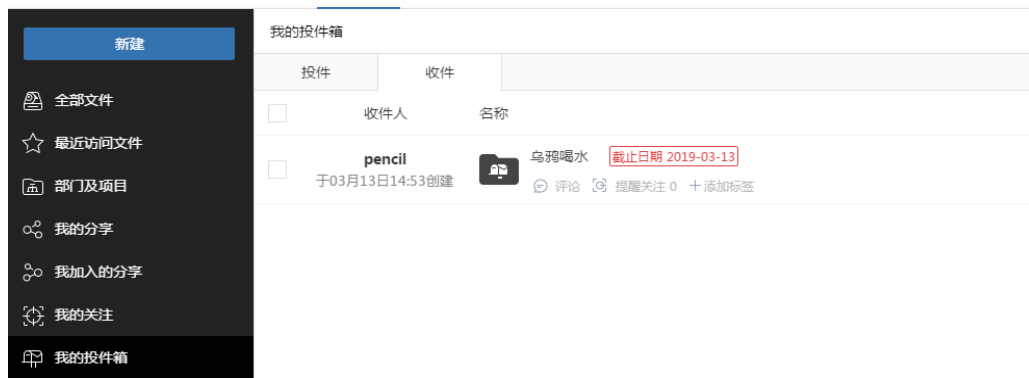 新建
全部文件
最近访问文件
部门及项目
我的分享
我加入的分享
我的关注
我的投件箱
我的投件箱
投件 收件
收件人 名称
pencil
于03月13日14:53创建
乌鸦喝水 截止日期 2019-03-13
评论 提醒关注 0 添加标签